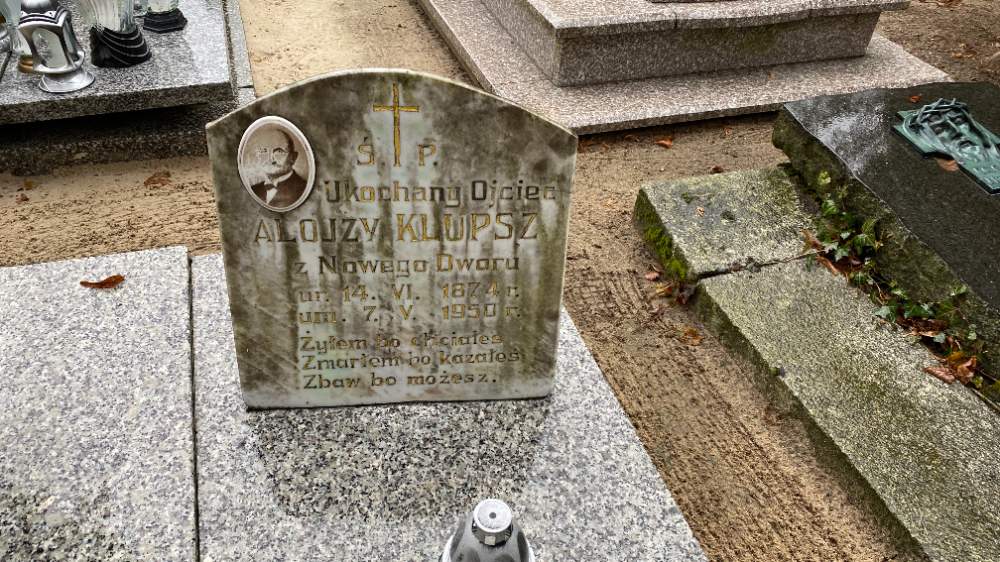 Ś. P.
Ukochany Ojciec
ALOJZY KLUPSZ
z Nowego Dworu
ur. 14. VI. 1874 r.
um. 7. V. 1950 r.
Żyłem bo chciałeś
Zmarłem bo kazałeś
Zbaw bo możesz.